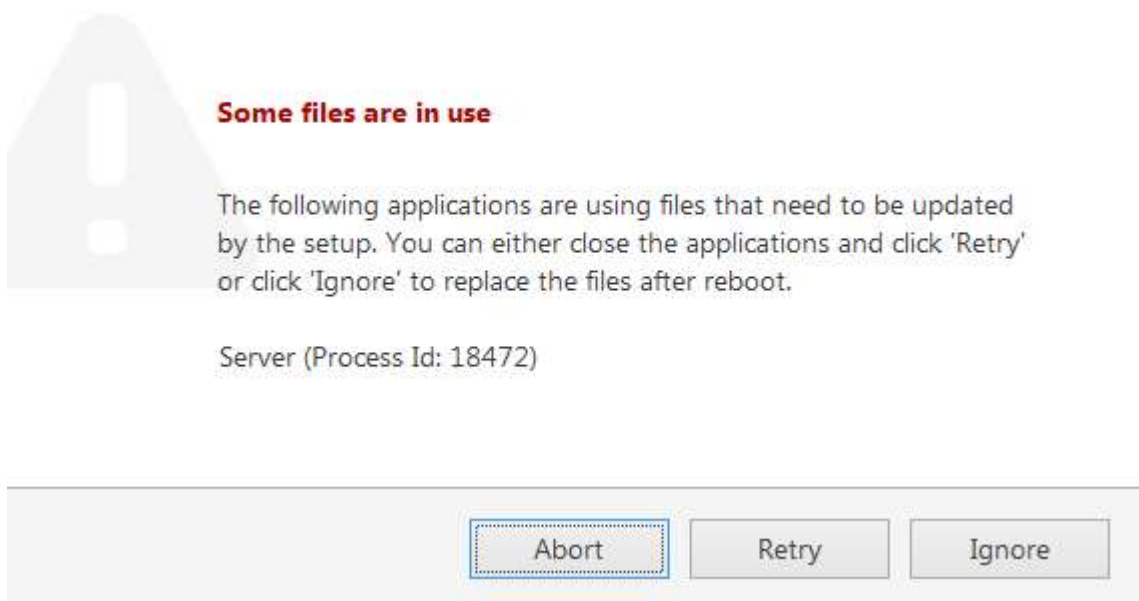 Some files are in use
The following applications are using files that need to be updated
by the setup. You can either close the applications and click 'Retry'
or click 'Ignore' to replace the files after reboot.
Server (Process Id: 18472)
Abort Retry Ignore